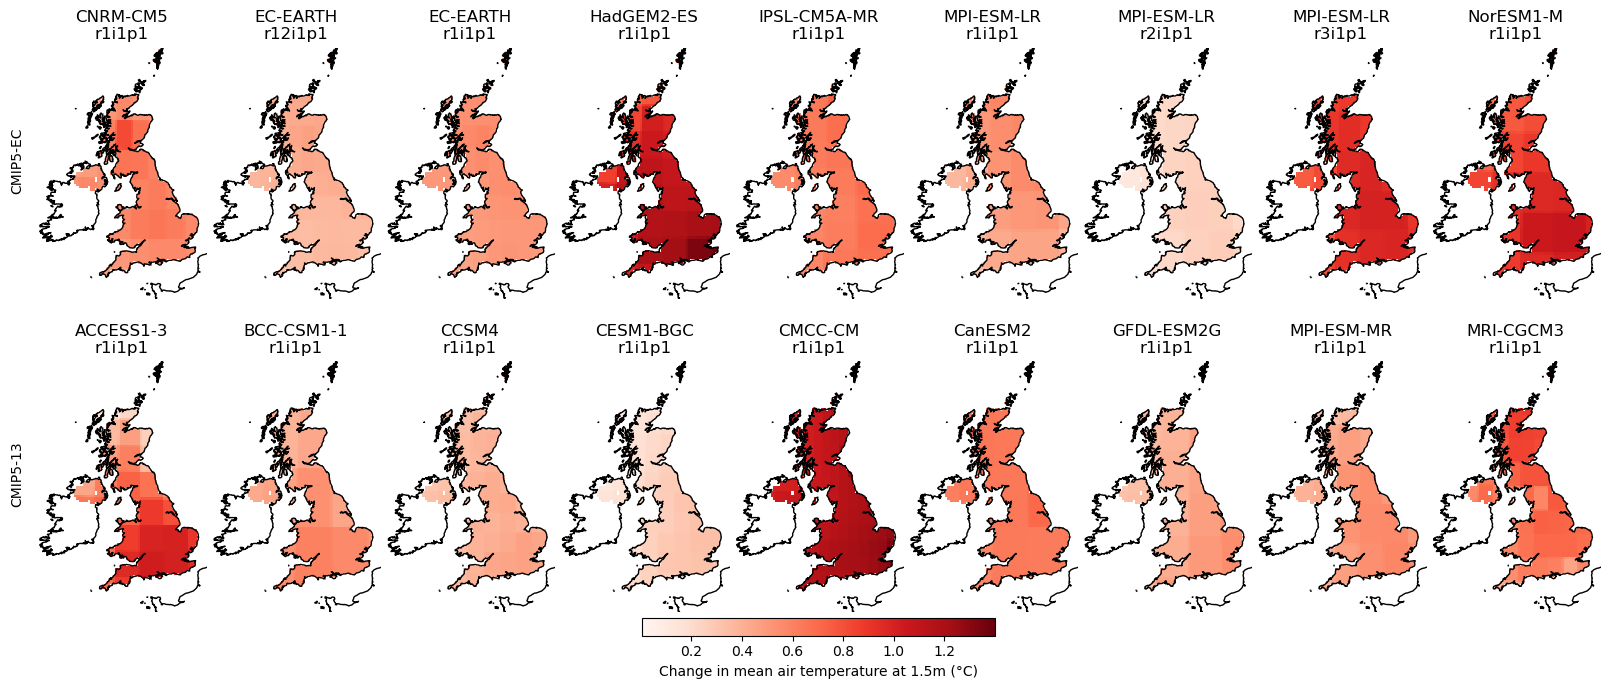 CNRM-CM5 EC-EARTH EC-EARTH HadGEM2-ES IPSL-CM5A-MR MPI-ESM-LR MPI-ESM-LR MPI-ESM-LR NorESM1-M
r1i1p1 r12i1p1 r1i1p1 r1i1p1 r1i1p1 r1i1p1 r2i1p1 r3i1p1 r1i1p1
CMIP5-EC
ACCESS1-3 BCC-CSM1-1 CCSM4 CESM1-BGC CMCC-CM CanESM2 GFDL-ESM2G MPI-ESM-MR MRI-CGCM3
r1i1p1 r1i1p1 r1i1p1 r1i1p1 r1i1p1 r1i1p1 r1i1p1 r1i1p1 r1i1p1
CMIP5-13
0.2 0.4 0.6 0.8 1.0 1.2
Change in mean air temperature at 1.5m (°C)